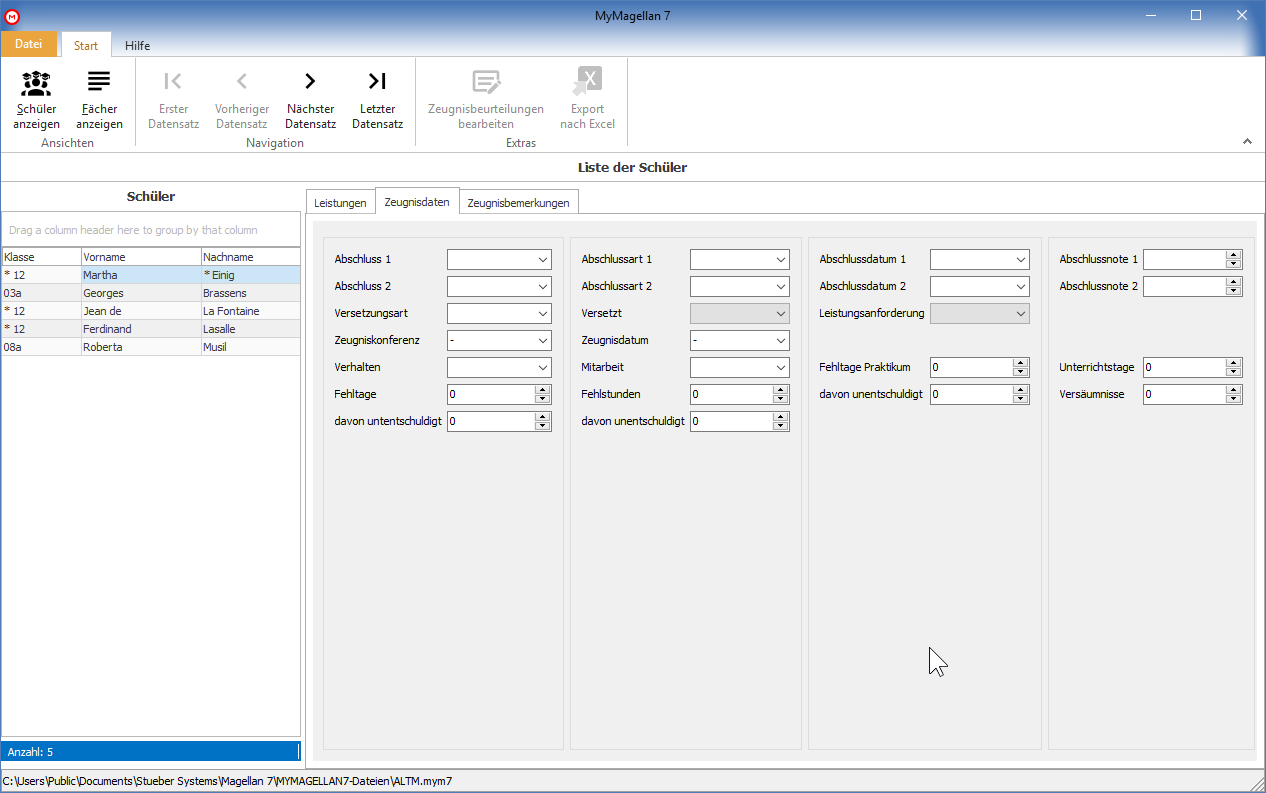 MyMagellan 7
Datei Start Hilfe
Schüler anzeigen
Fächer anzeigen
Erster Datensatz
Vorheriger Datensatz
Nächster Datensatz
Letzter Datensatz
Zeugnisbeurteilungen bearbeiten
X
Export nach Excel
Ansichten Navigation Extras
Liste der Schüler
Schüler
Drag a column header here to group by that column
Klasse Vorname Nachname
* 12 Martha * Einig
03a Georges Brassens
* 12 Jean de La Fontaine
* 12 Ferdinand Lasalle
08a Roberta Musil
Anzahl: 5
Leistungen Zeugnisdaten Zeugnisbemerkungen
Abschluss 1 Abschlussart 1 Abschlussdatum 1 Abschlussnote 1
Abschluss 2 Abschlussart 2 Abschlussdatum 2 Abschlussnote 2
Versetzungsart Versetzt Leistungsanforderung
Zeugniskonferenz - Zeugnisdatum -
Verhalten Mitarbeit Fehltage Praktikum 0 Unterrichtstage 0
Fehltage 0 Fehlstunden 0 davon unentschuldigt 0 Versäumnisse 0
davon untentschuldigt 0 davon unentschuldigt 0
C:\Users\Public\Documents\Stueber Systems\Magellan 7\MYMAGELLAN7-Dateien\ALTM.mym7